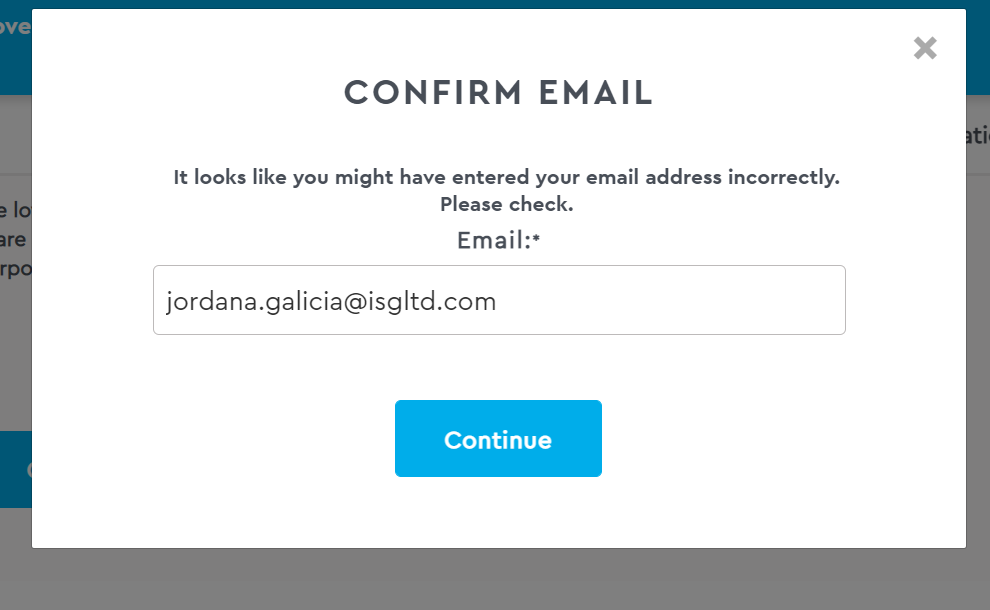 CONFIRM EMAIL
It looks like you might have entered your email address incorrectly.
Please check.
Email:*
jordana.galicia@isgltd.com
Continue
are